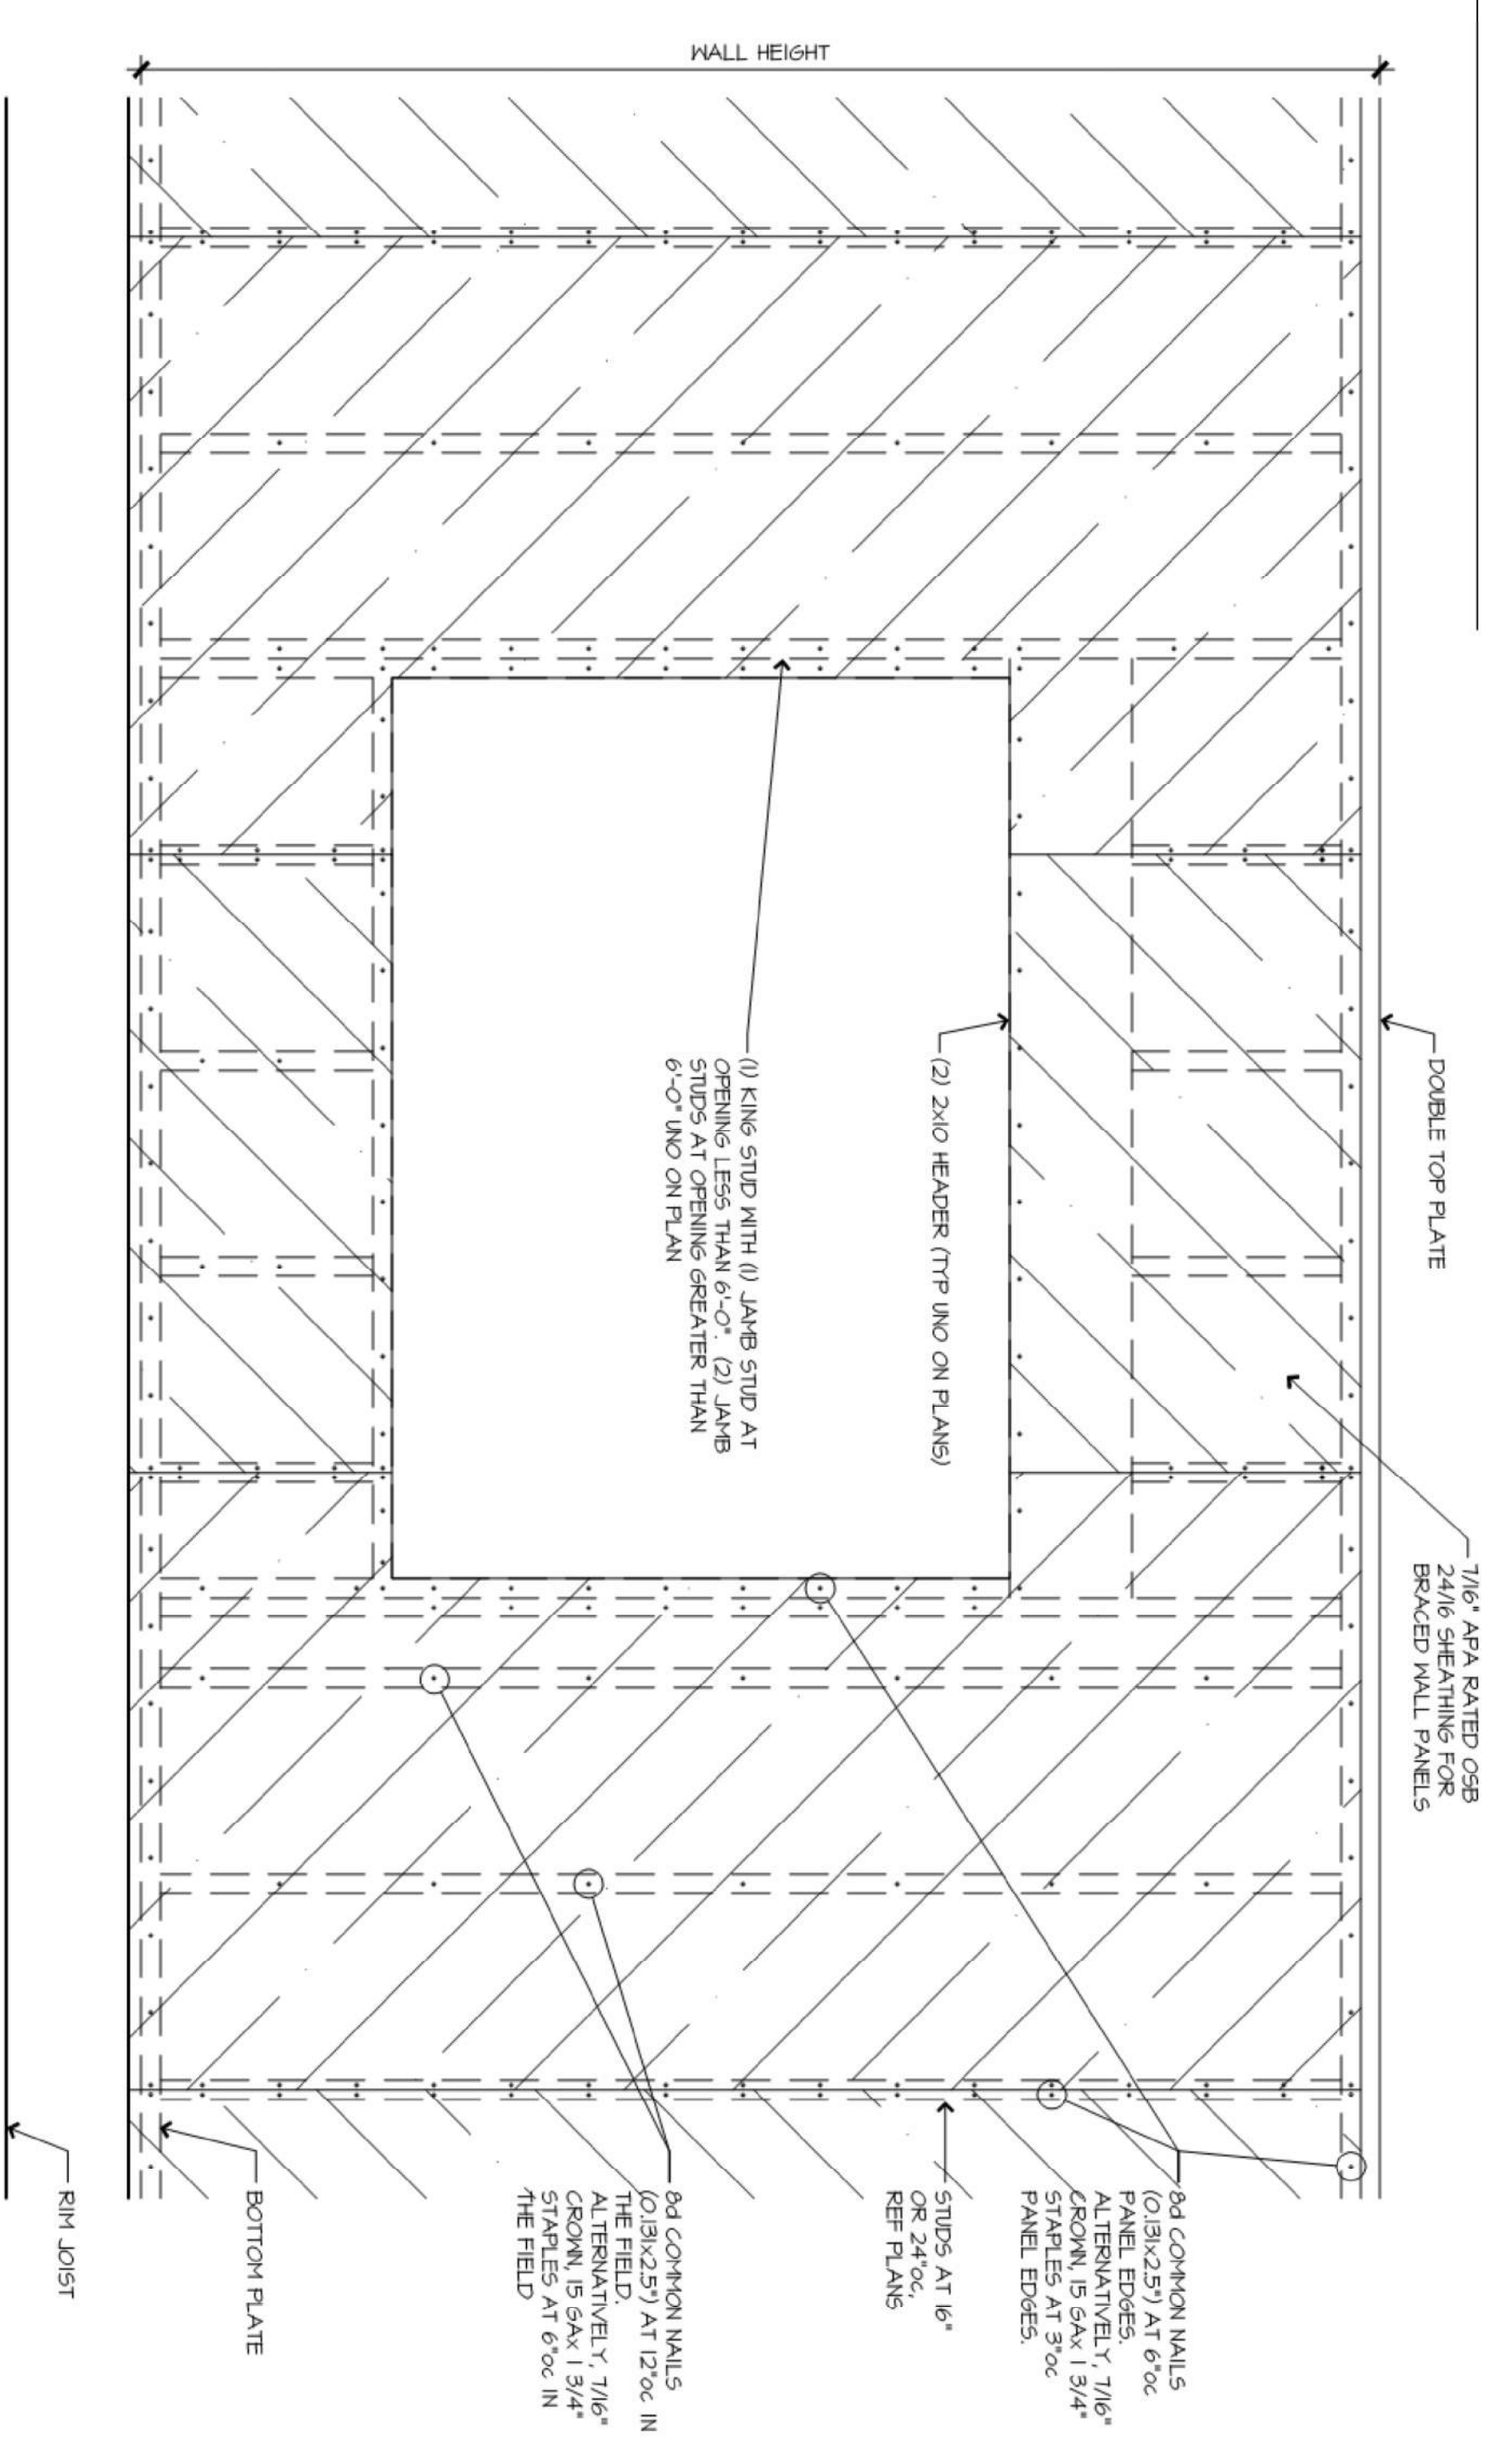 WALL HEIGHT
DOUBLE TOP PLATE
7/16" APA RATED OSB
24/16 SHEATHING FOR
BRACED WALL PANELS
(2) 2x10 HEADER (TYP UNO ON PLANS)
(1) KING STUD WITH (1) JAMB STUD AT
OPENING LESS THAN 6'-0". (2) JAMB
STUDS AT OPENING GREATER THAN
6'-0" UNO ON PLAN
8d COMMON NAILS
(0.131x2.5") AT 6"oc
PANEL EDGES.
ALTERNATIVELY, 7/16"
CROWN, 15 GAx 1 3/4"
STAPLES AT 3"oc
PANEL EDGES.
STUDS AT 16"
OR 24"oc,
REF PLANS
8d COMMON NAILS
(0.131x2.5") AT 12"oc IN
THE FIELD.
ALTERNATIVELY, 7/16"
CROWN, 15 GAx 1 3/4"
STAPLES AT 6"oc IN
THE FIELD
BOTTOM PLATE
RIM JOIST